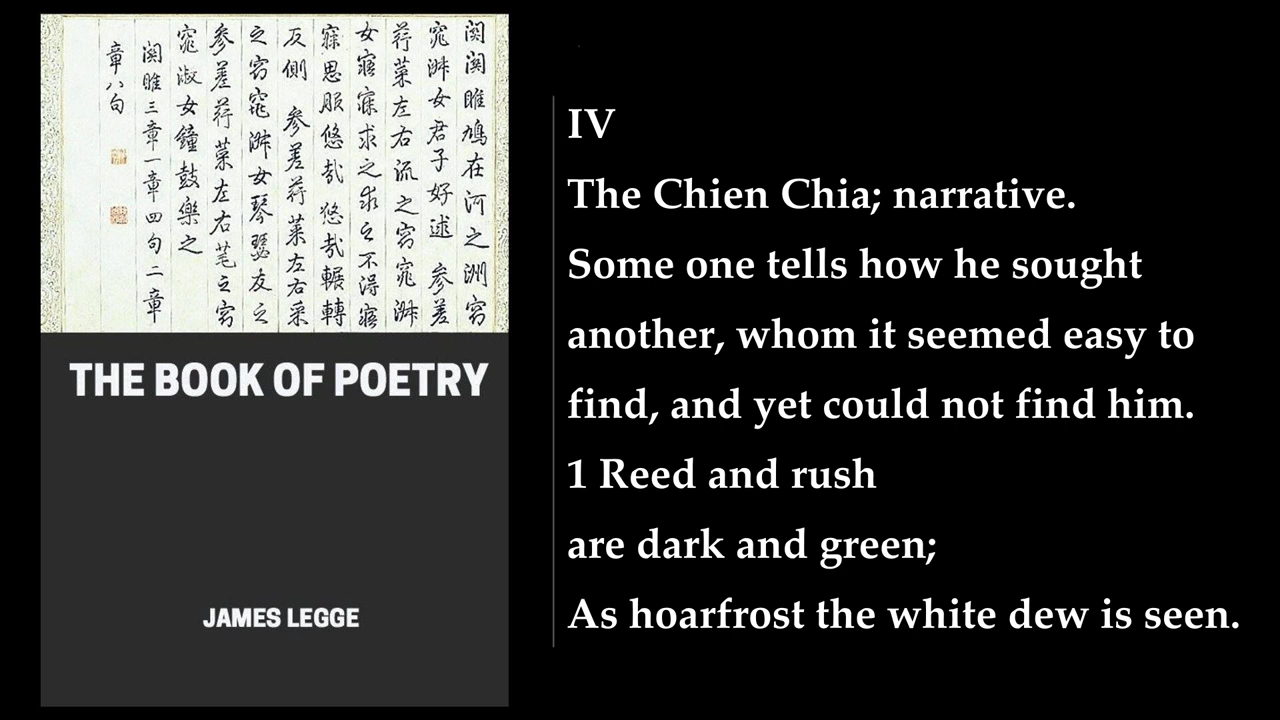 關關雎鳩在河之洲窈
窕淑女君子好逑 參差
荇菜左右流之窈窕淑
女寤寐求之求之不得寤
寐思服悠哉悠哉輾轉
反側 參差荇菜左右采
之窈窕淑女琴瑟友之
參差荇菜左右芼之窈
窕淑女鐘鼓樂之
關雎三章一章四句二章
章八句
THE BOOK OF POETRY
JAMES LEGGE
IV
The Chien Chia; narrative.
Some one tells how he sought
another, whom it seemed easy to
find, and yet could not find him.
1 Reed and rush
are dark and green;
As hoarfrost the white dew is seen.